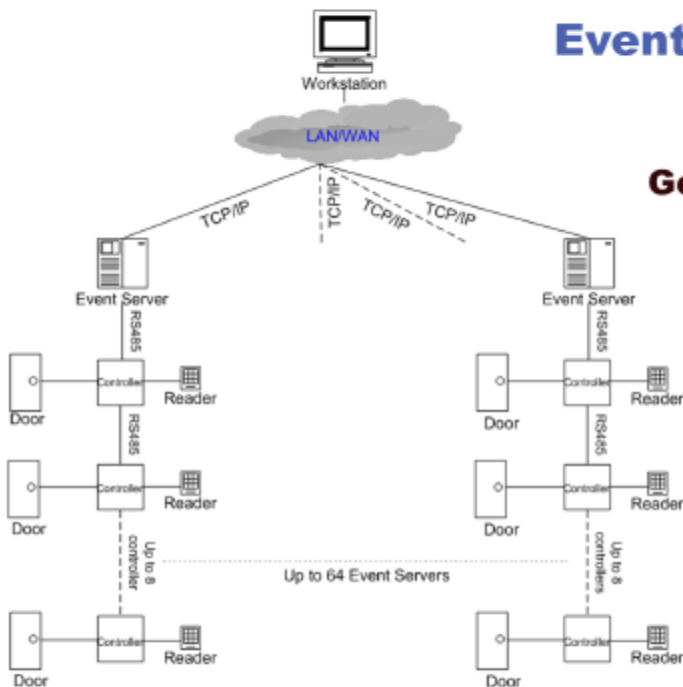 Event
Workstation
LAN/WAN
Go
TCP/IP
TCP/IP
TCP/IP
TCP/IP
Event Server
Event Server
RS485
RS485
Controller
Reader
Door
Controller
Reader
Door
RS485
RS485
Controller
Reader
Door
Controller
Reader
Door
Up to 8
controller
Up to 8
controllers
Up to 64 Event Servers
Controller
Reader
Door
Controller
Reader
Door